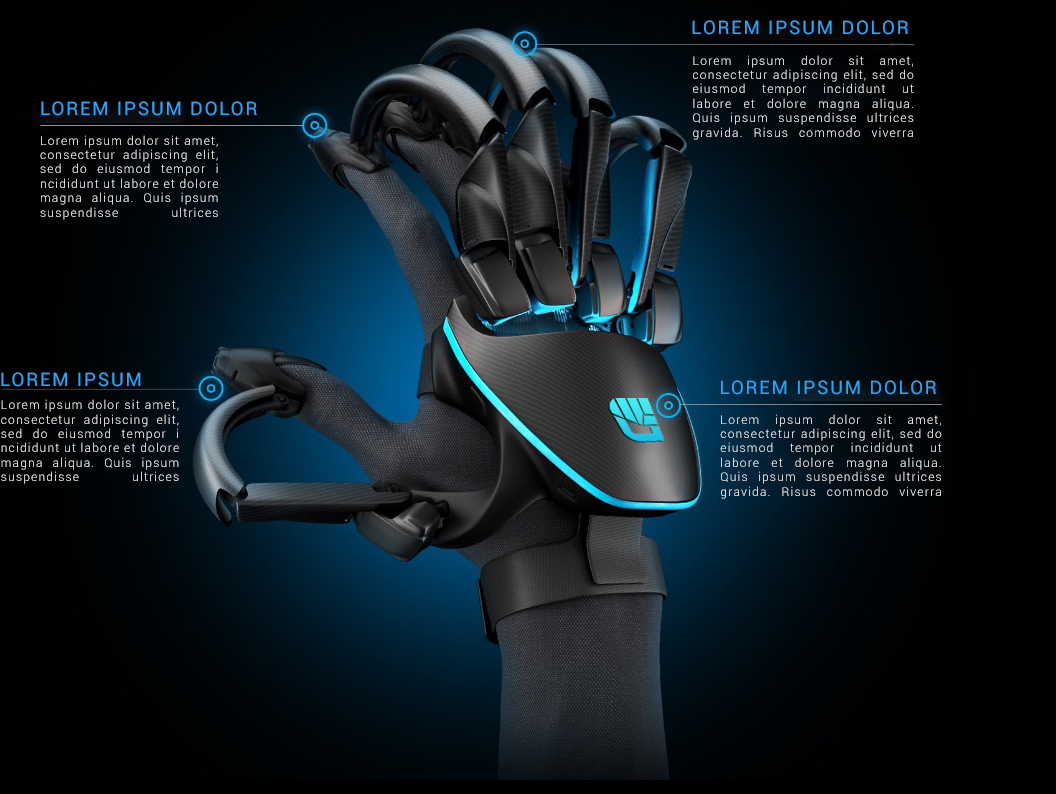 LOREM IPSUM DOLOR
Lorem ipsum dolor sit amet,
consectetur adipiscing elit,
sed do eiusmod tempor i
ncididunt ut labore et dolore
magna aliqua. Quis ipsum
suspendisse ultrices
LOREM IPSUM DOLOR
Lorem ipsum dolor sit amet,
consectetur adipiscing elit, sed do
eiusmod tempor incididunt ut
labore et dolore magna aliqua.
Quis ipsum suspendisse ultrices
gravida. Risus commodo viverra
LOREM IPSUM
Lorem ipsum dolor sit amet,
consectetur adipiscing elit,
sed do eiusmod tempor i
ncididunt ut labore et dolore
magna aliqua. Quis ipsum
suspendisse ultrices
LOREM IPSUM DOLOR
Lorem ipsum dolor sit amet,
consectetur adipiscing elit, sed do
eiusmod tempor incididunt ut
labore et dolore magna aliqua.
Quis ipsum suspendisse ultrices
gravida. Risus commodo viverra